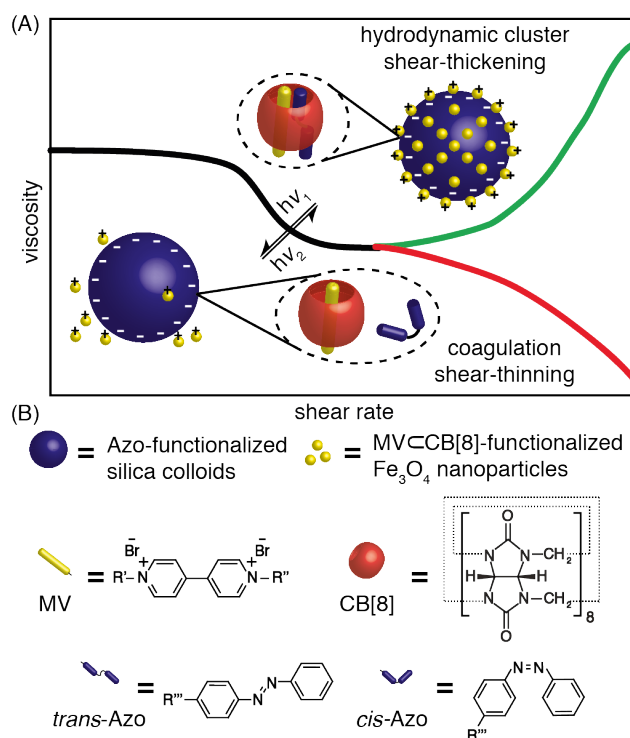 (A)
hydrodynamic cluster
shear-thickening
viscosity
hν1
hν2
coagulation
shear-thinning
shear rate
(B)
= Azo-functionalized
silica colloids
= MV⊂CB[8]-functionalized
Fe3O4 nanoparticles
MV
=
Br−
Br−
R'
N+
N+
R"
CB[8]
=
O
N
N
CH2
H
H
N
N
CH2
O
8
trans-Azo
=
R'''
N=N
cis-Azo
=
N=N
R'''